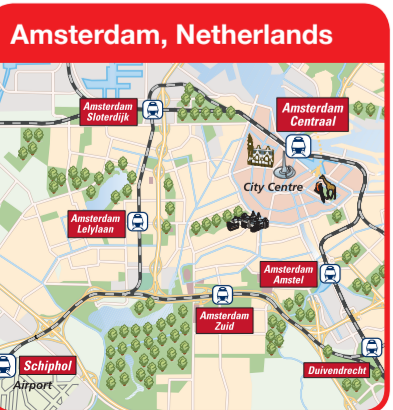 Amsterdam, Netherlands
Amsterdam
Sloterdijk
Amsterdam
Centraal
City Centre
Amsterdam
Lelylaan
Amsterdam
Amstel
Amsterdam
Zuid
Schiphol
Airport
Duivendrecht